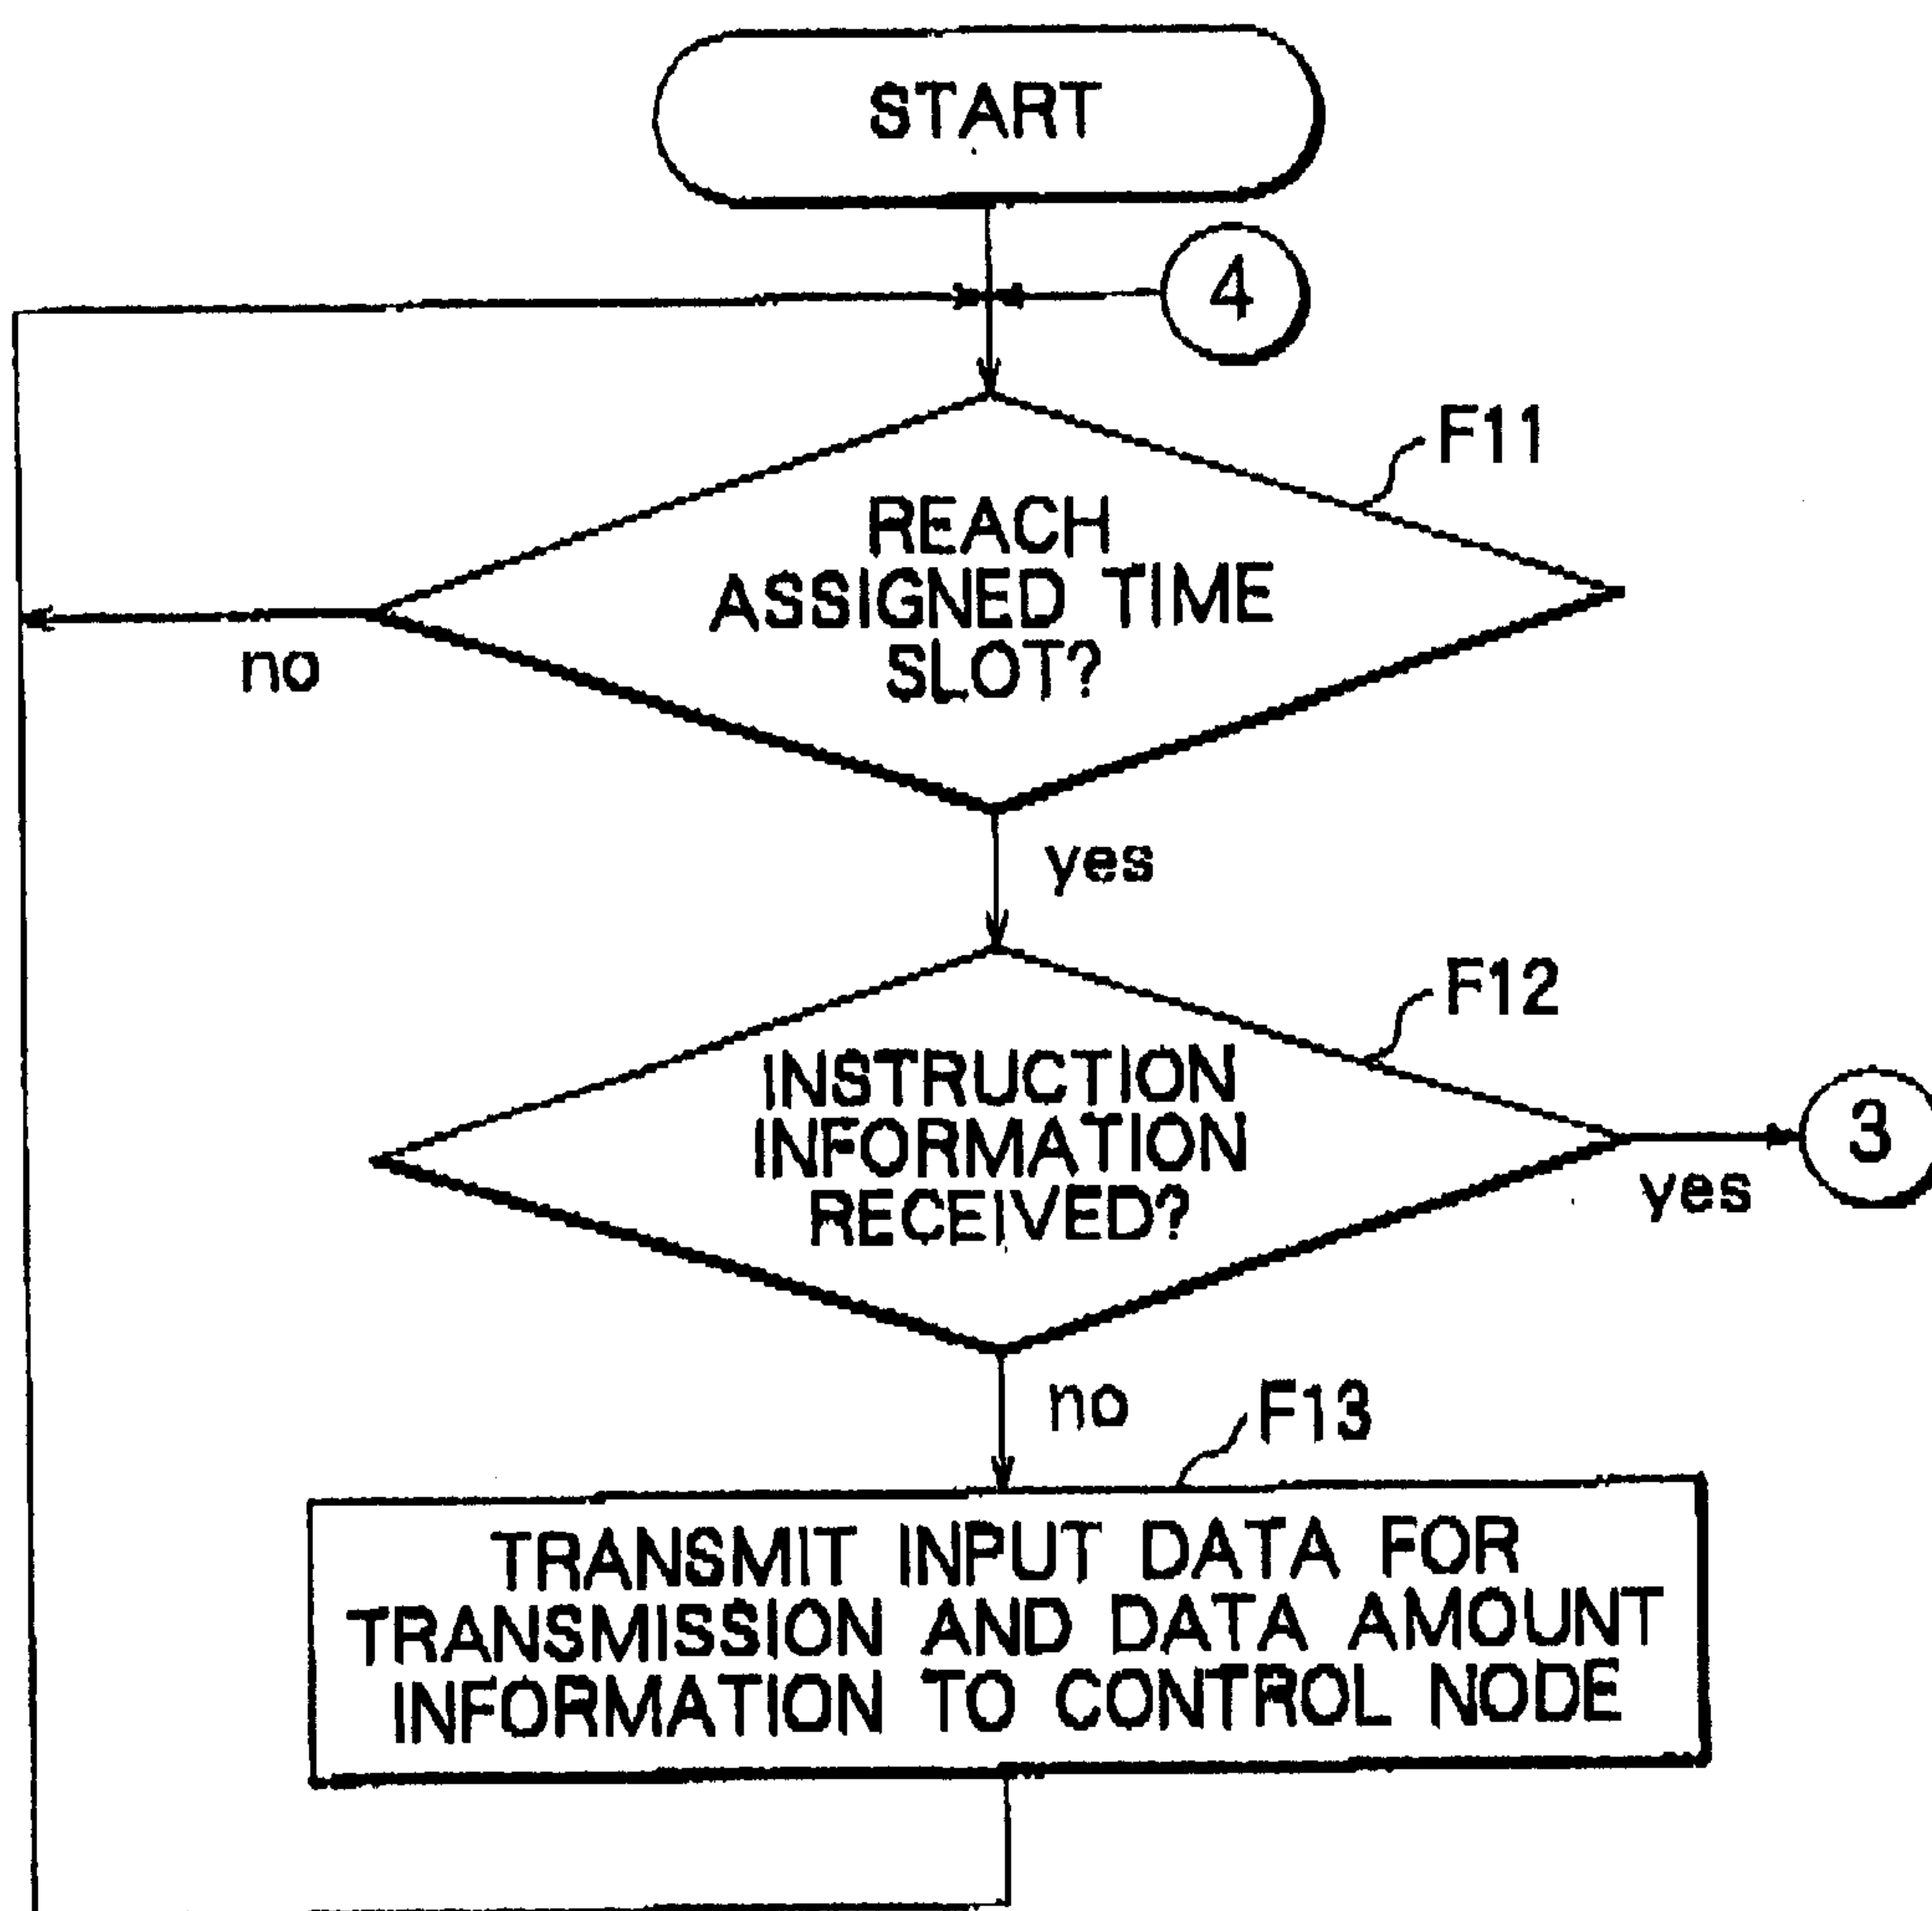 START
4
F11
REACH
ASSIGNED TIME
SLOT?
no
yes
F12
INSTRUCTION
INFORMATION
RECEIVED?
3
yes
no
F13
TRANSMIT INPUT DATA FOR
TRANSMISSION AND DATA AMOUNT
INFORMATION TO CONTROL NODE